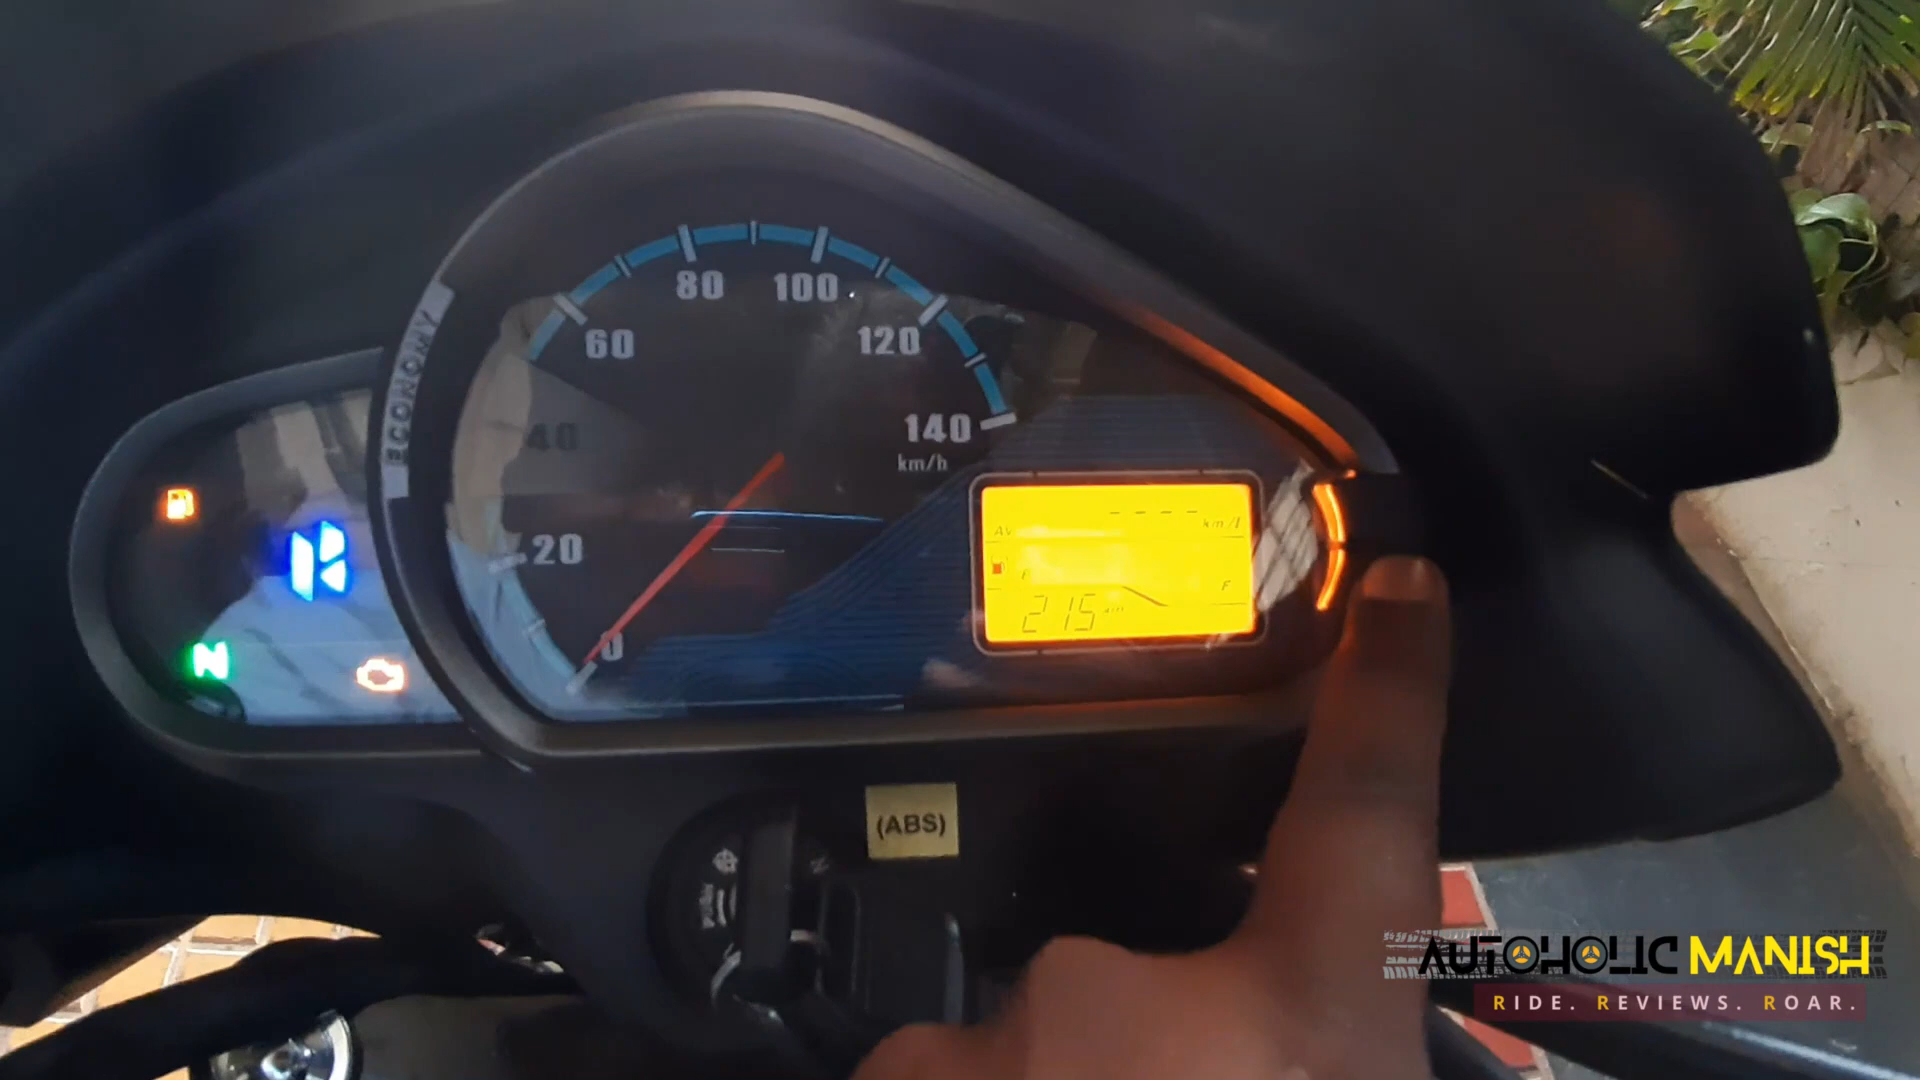 80
100
60
120
ECONOMY
40
140
km/h
20
AV
---- km/l
F
215
0
N
(ABS)
PUSH
AUTOHOLIC MANISH
RIDE. REVIEWS. ROAR.